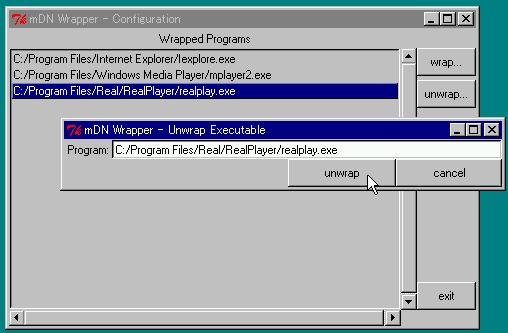 mDN Wrapper - Configuration
Wrapped Programs
C:/Program Files/Internet Explorer/Iexplore.exe
C:/Program Files/Windows Media Player/mplayer2.exe
C:/Program Files/Real/RealPlayer/realplay.exe
wrap...
unwrap...
mDN Wrapper - Unwrap Executable
Program: C:/Program Files/Real/RealPlayer/realplay.exe
unwrap cancel
exit